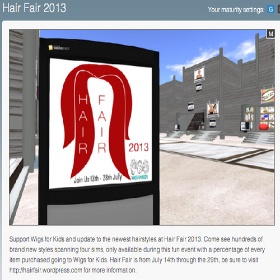 Hair Fair 2013
Your maturity settings: G
M
HAIR FAIR
2013
Join Us 13th - 28th July
Support Wigs for Kids and update to the newest hairstyles at Hair Fair 2013. Come see hundreds of
brand new styles spanning four sims, only available during this fun event with a percentage of every
item purchased going to Wigs for Kids. Hair Fair is from July 14th through the 29th, be sure to visit
http://hairfair.wordpress.com for more information.